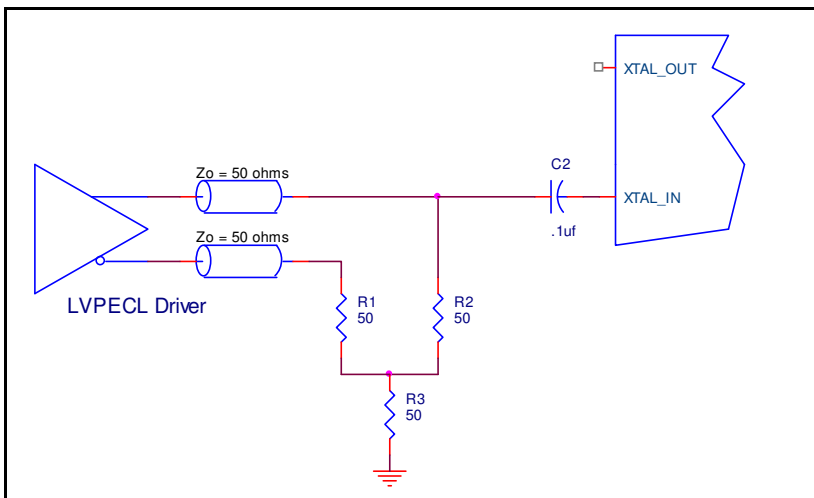 XTAL_OUT
Zo = 50 ohms
C2
XTAL_IN
.1uf
Zo = 50 ohms
LVPECL Driver
R1
50
R2
50
R3
50